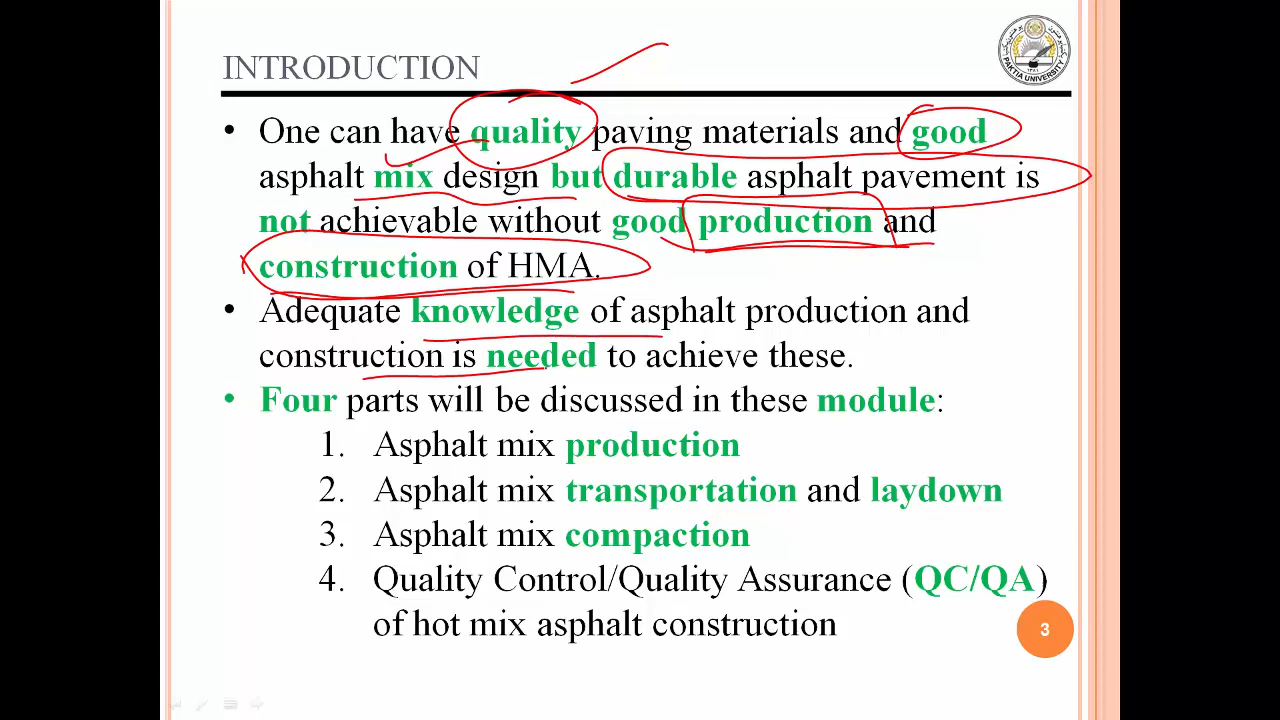 INTRODUCTION
PAKTIA UNIVERSITY
• One can have quality paving materials and good
asphalt mix design but durable asphalt pavement is
not achievable without good production and
construction of HMA.
• Adequate knowledge of asphalt production and
construction is needed to achieve these.
• Four parts will be discussed in these module:
1. Asphalt mix production
2. Asphalt mix transportation and laydown
3. Asphalt mix compaction
4. Quality Control/Quality Assurance (QC/QA)
of hot mix asphalt construction
3